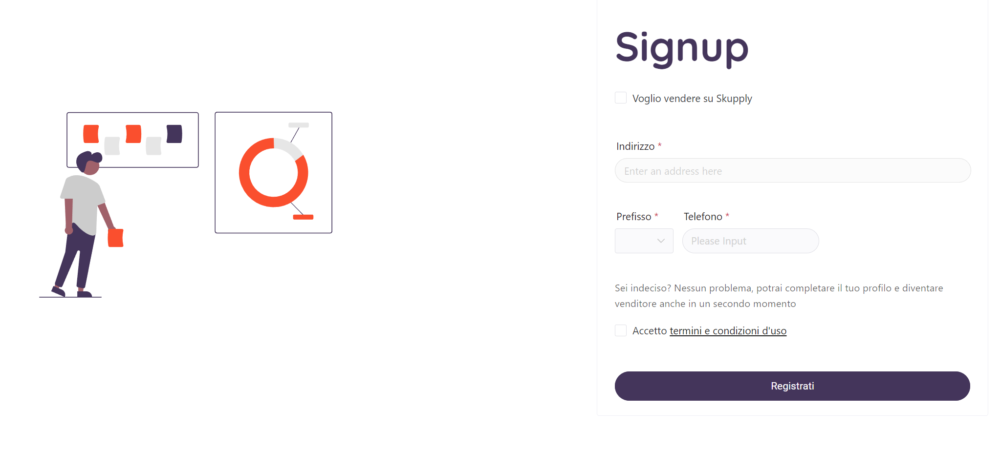 Signup
Voglio vendere su Skupply
Indirizzo *
Enter an address here
Prefisso * Telefono *
Please Input
Sei indeciso? Nessun problema, potrai completare il tuo profilo e diventare
venditore anche in un secondo momento
Accetto termini e condizioni d'uso
Registrati